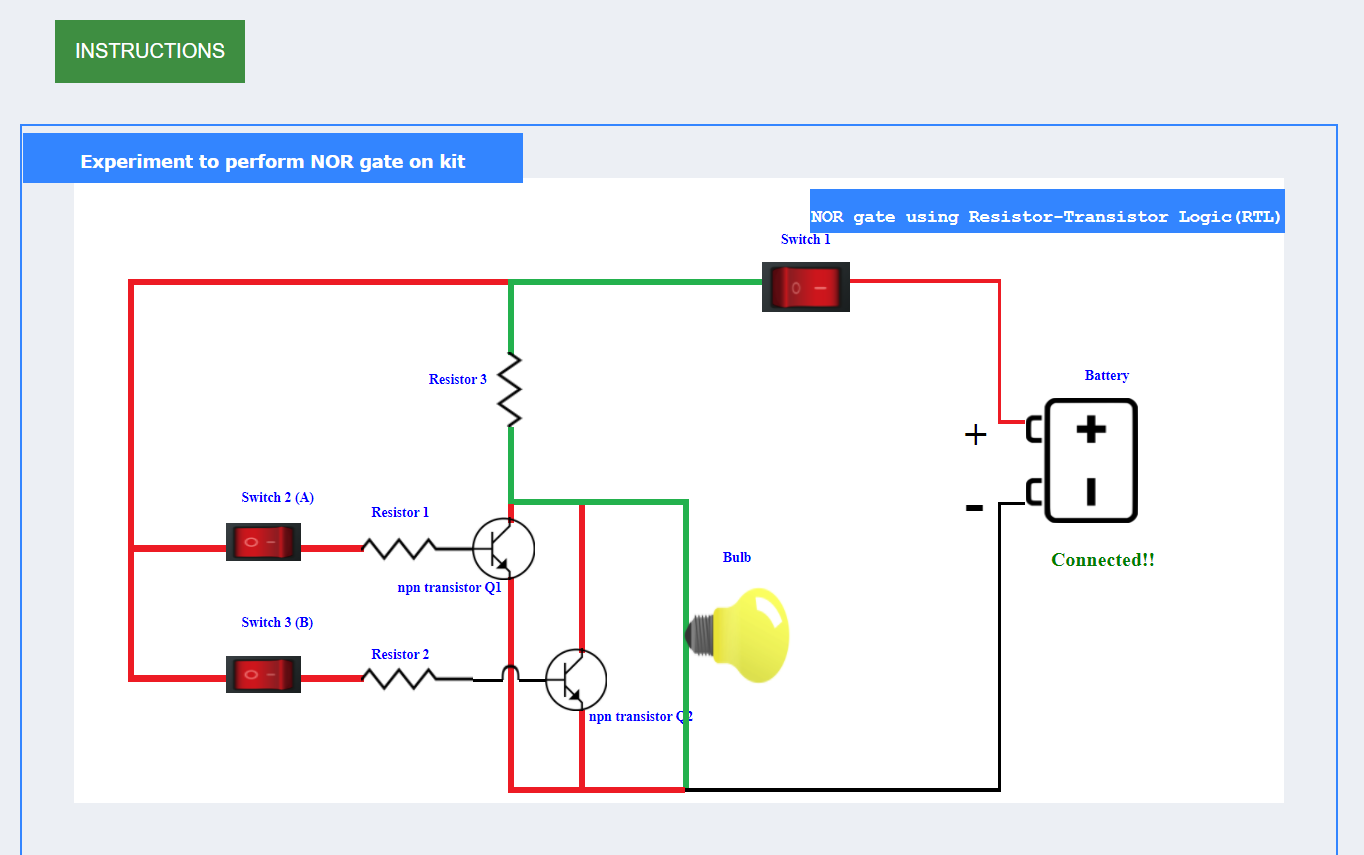 INSTRUCTIONS
Experiment to perform NOR gate on kit
NOR gate using Resistor-Transistor Logic(RTL)
Switch 1
Resistor 3
Battery
+
-
Switch 2 (A)
Resistor 1
npn transistor Q1
Bulb
Connected!!
Switch 3 (B)
Resistor 2
npn transistor Q2